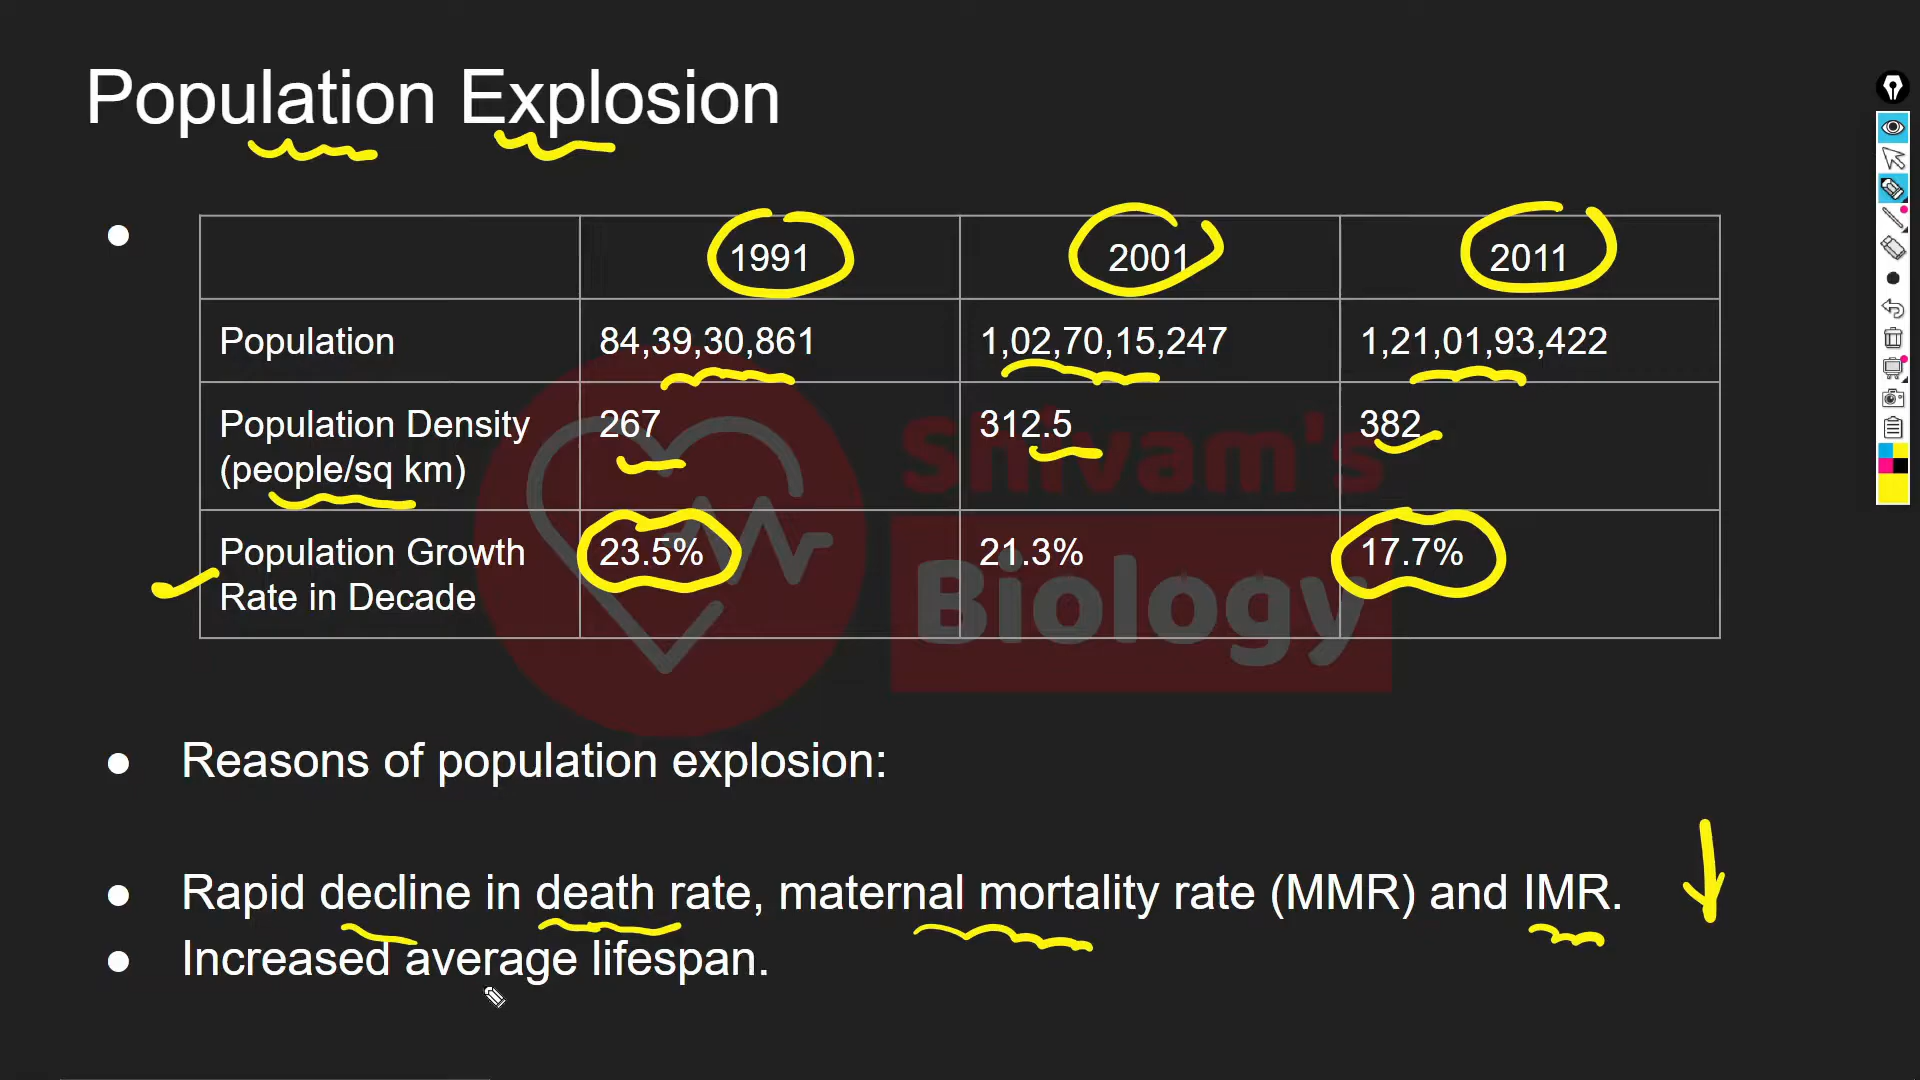 Population Explosion
1991 2001 2011
Population 84,39,30,861 1,02,70,15,247 1,21,01,93,422
Population Density 267 312.5 382
(people/sq km)
Population Growth 23.5% 21.3% 17.7%
Rate in Decade
Shivam's
Biology
Reasons of population explosion:
Rapid decline in death rate, maternal mortality rate (MMR) and IMR.
Increased average lifespan.